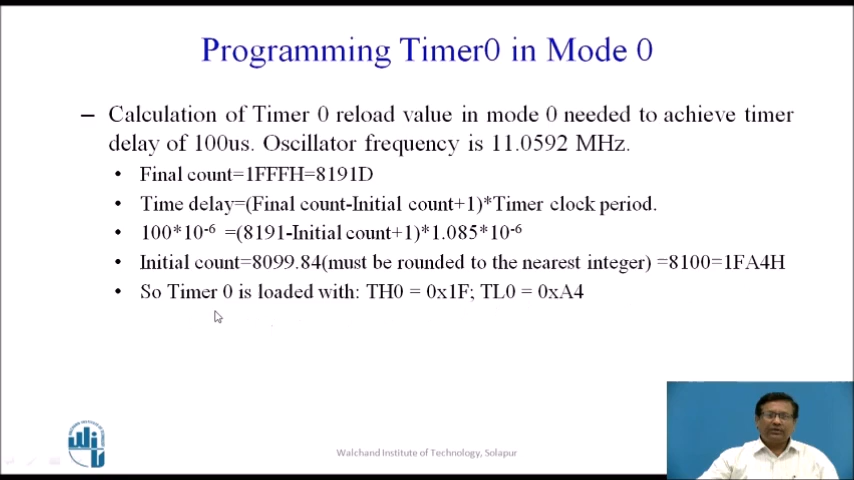 Programming Timer0 in Mode 0
– Calculation of Timer 0 reload value in mode 0 needed to achieve timer
delay of 100us. Oscillator frequency is 11.0592 MHz.
• Final count=1FFFH=8191D
• Time delay=(Final count-Initial count+1)*Timer clock period.
• 100*10⁻⁶ =(8191-Initial count+1)*1.085*10⁻⁶
• Initial count=8099.84(must be rounded to the nearest integer) =8100=1FA4H
• So Timer 0 is loaded with: TH0 = 0x1F; TL0 = 0xA4
Walchand Institute of Technology, Solapur